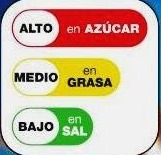 ALTO en AZÚCAR
MEDIO en GRASA
BAJO en SAL